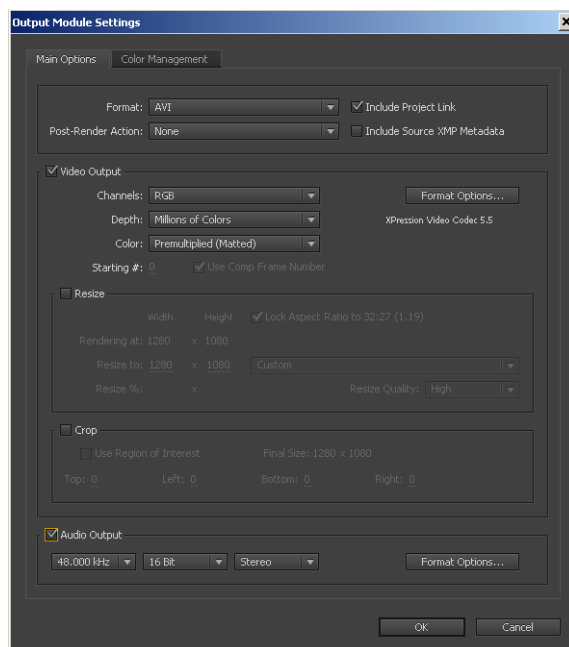 Output Module Settings
Main Options Color Management
Format: AVI Include Project Link
Post-Render Action: None Include Source XMP Metadata
Video Output
Channels: RGB Format Options...
Depth: Millions of Colors XPression Video Codec 5.5
Color: Premultiplied (Matted)
Starting #: 0 Use Comp Frame Number
Resize
Width Height Lock Aspect Ratio to 32:27 (1.19)
Rendering at: 1280 x 1080
Resize to: 1280 x 1080 Custom
Resize %: x Resize Quality: High
Crop
Use Region of Interest Final Size: 1280 x 1080
Top: 0 Left: 0 Bottom: 0 Right: 0
Audio Output
48.000 kHz 16 Bit Stereo Format Options...
OK Cancel